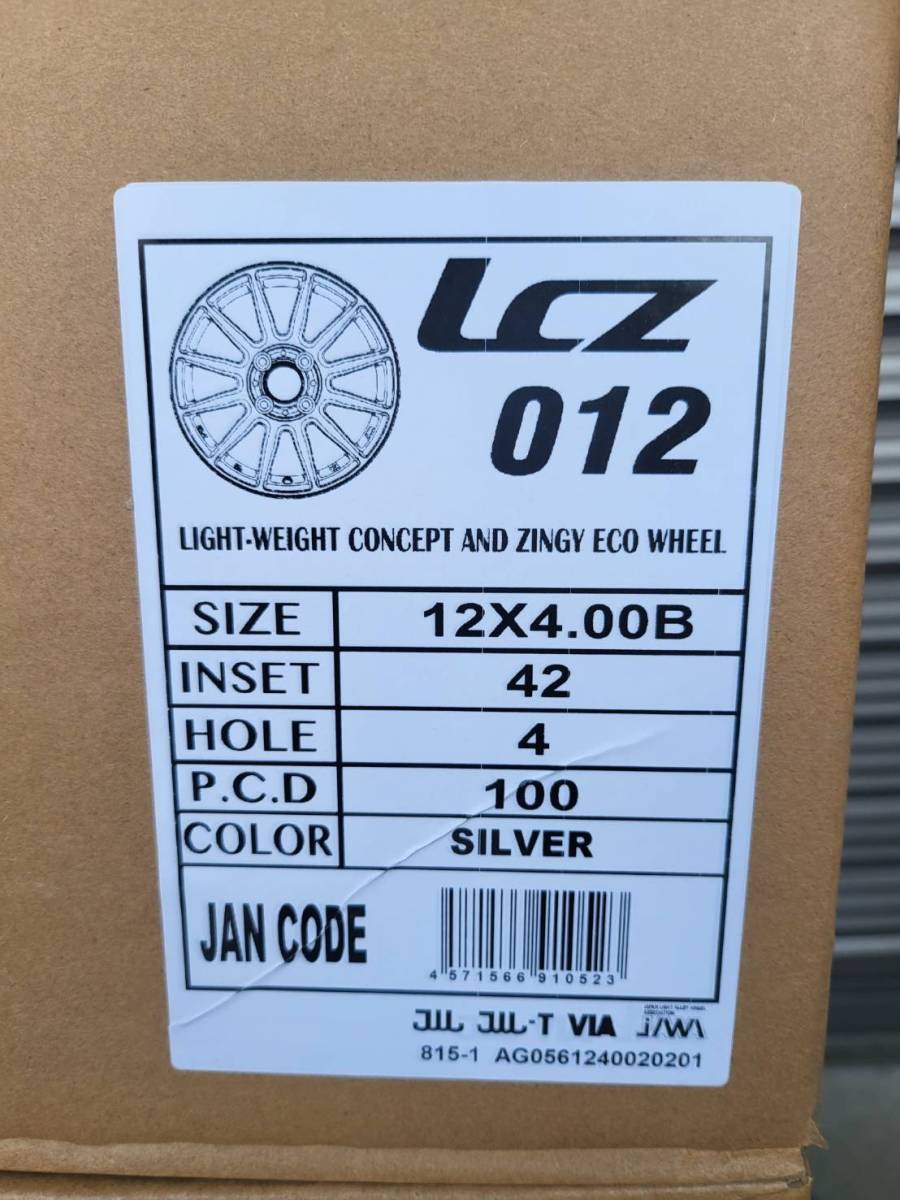 LCZ
012
LIGHT-WEIGHT CONCEPT AND ZINGY ECO WHEEL
SIZE 12X4.00B
INSET 42
HOLE 4
P.C.D 100
COLOR SILVER
JAN CODE
4 571566 910523
JWL JWL-T VIA JAWA
815-1 AG0561240020201